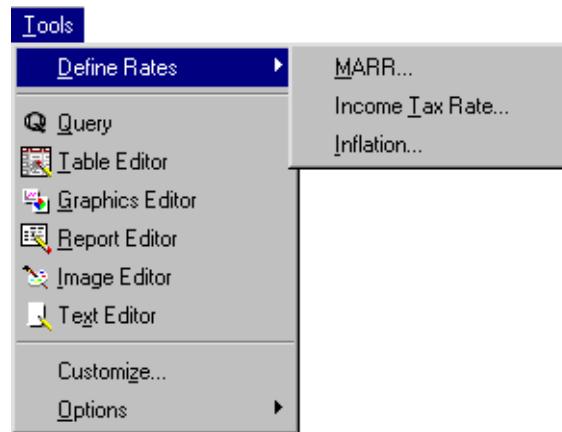 Tools
Define Rates
MARR...
Income Tax Rate...
Inflation...
Query
Table Editor
Graphics Editor
Report Editor
Image Editor
Text Editor
Customize...
Options